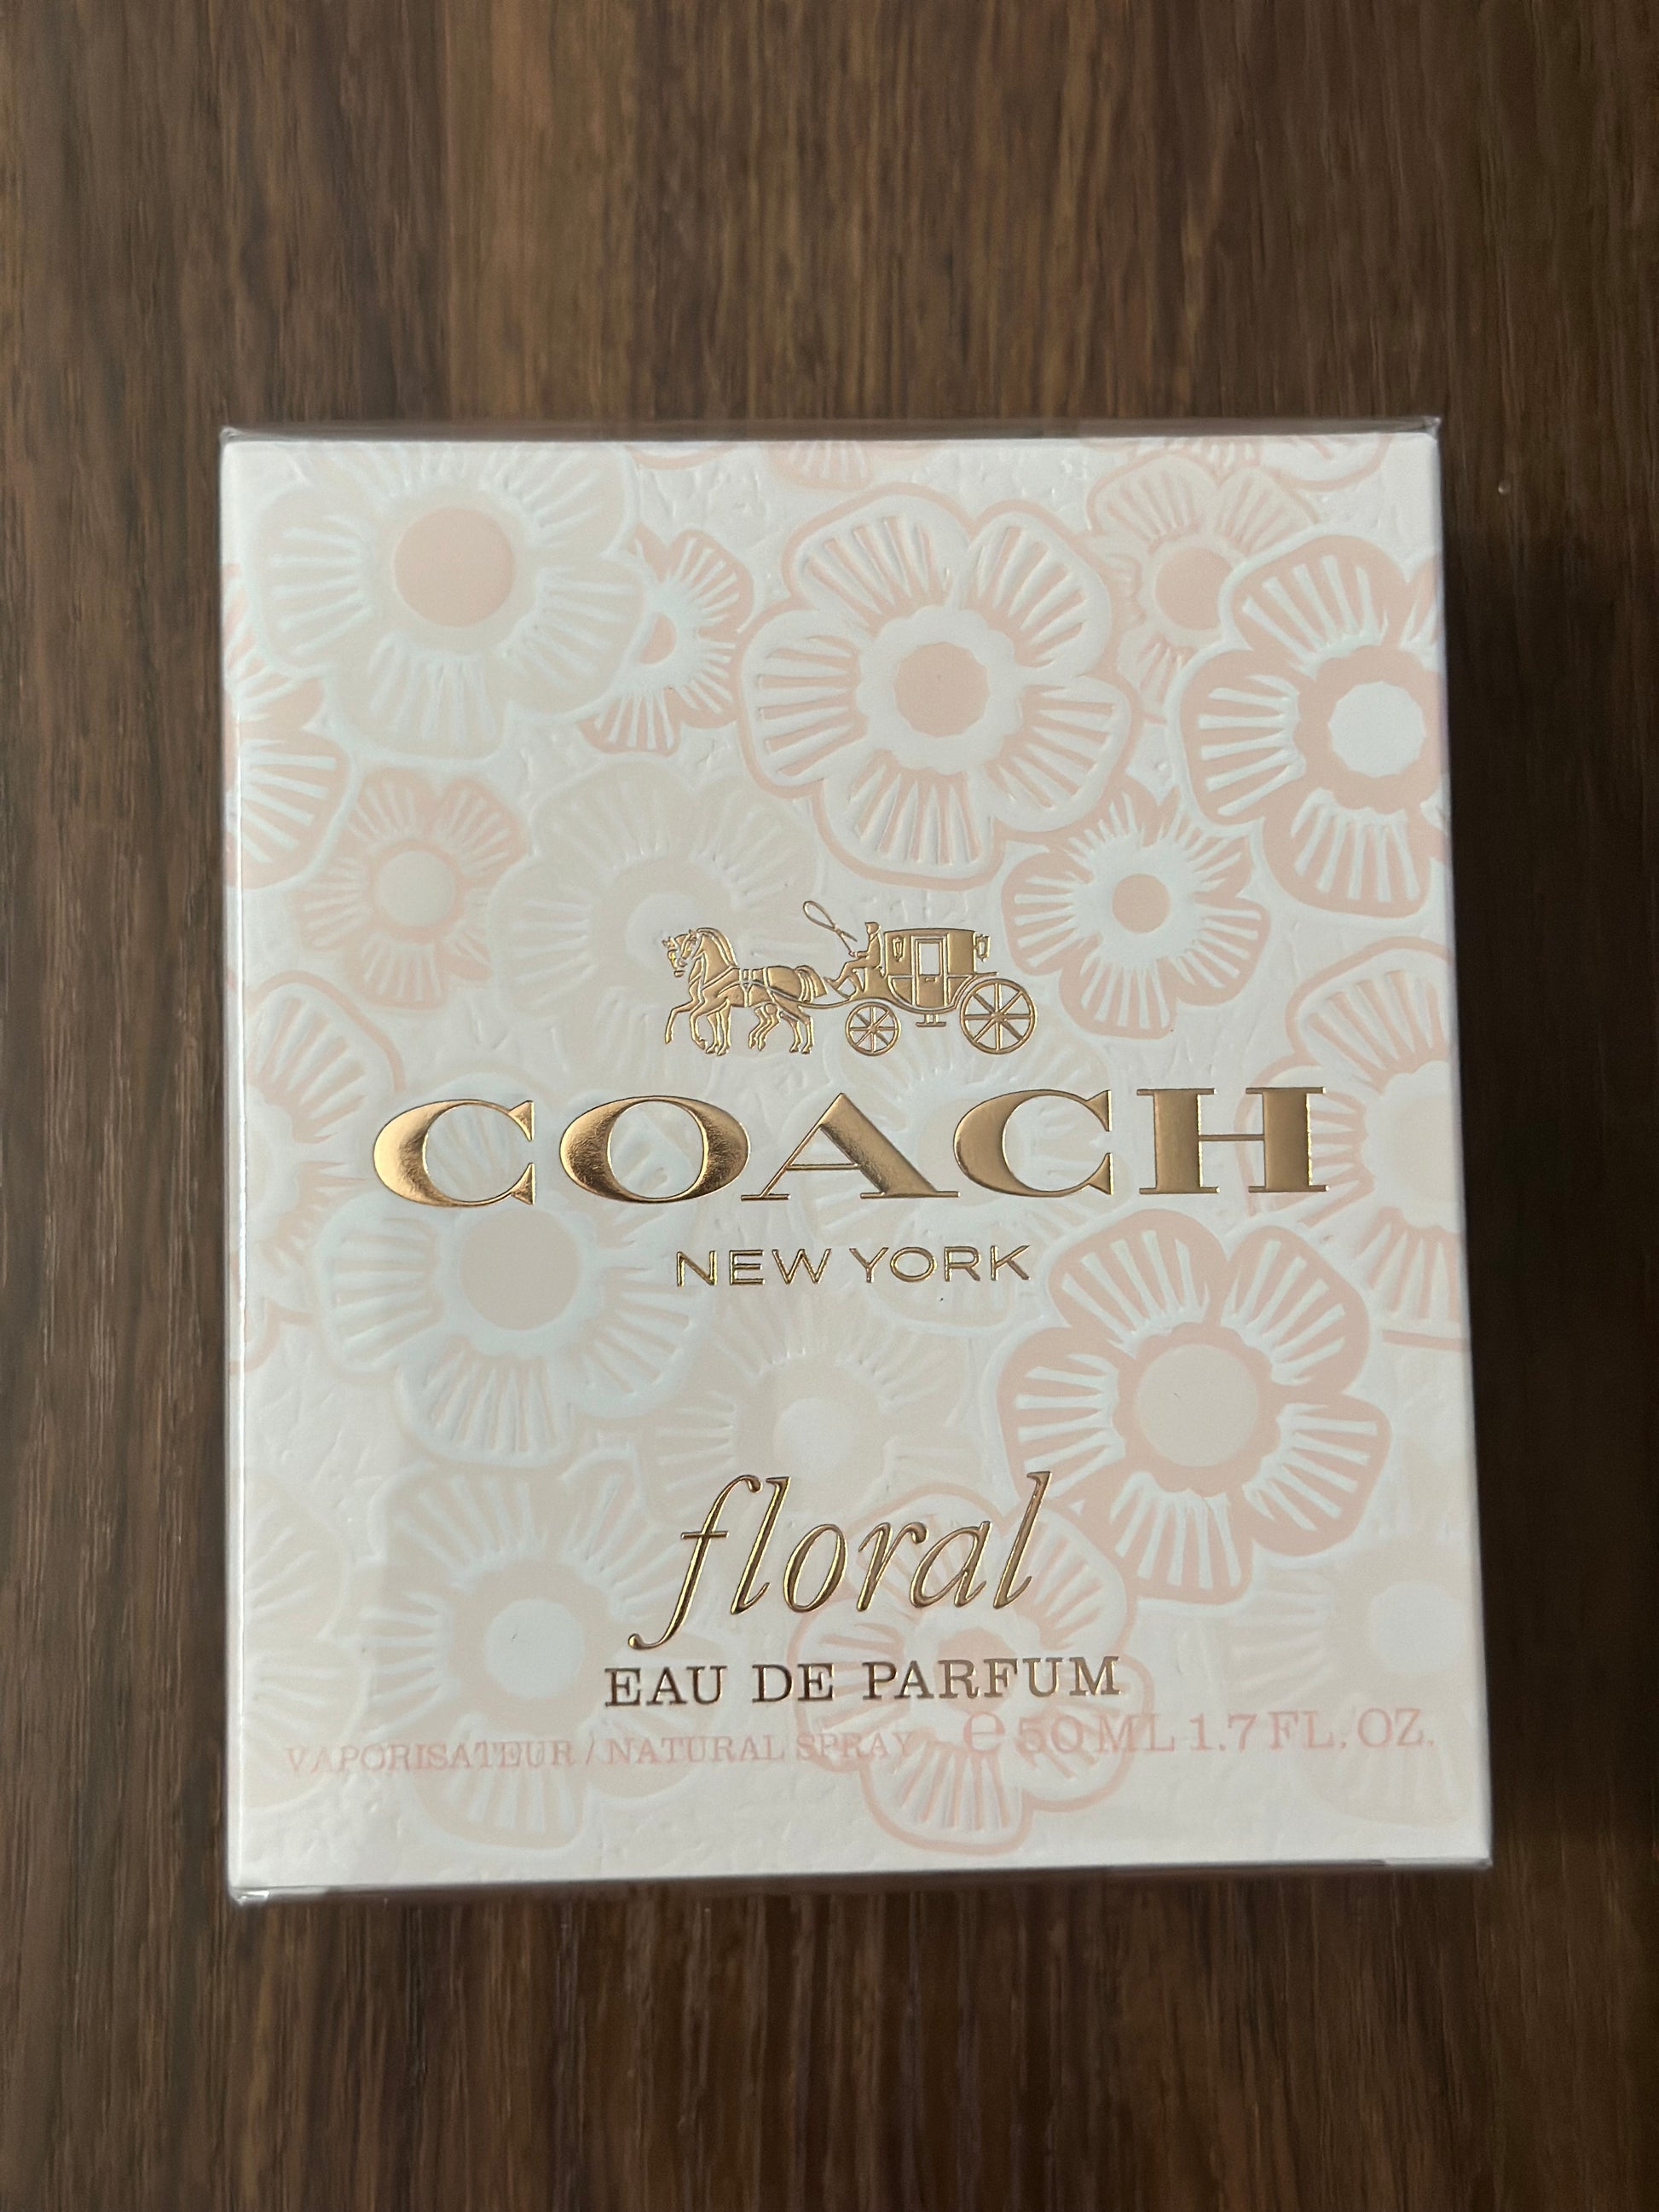 COACH
NEW YORK
floral
EAU DE PARFUM
VAPORISATEUR / NATURAL SPRAY e 50 ML 1.7 FL. OZ.